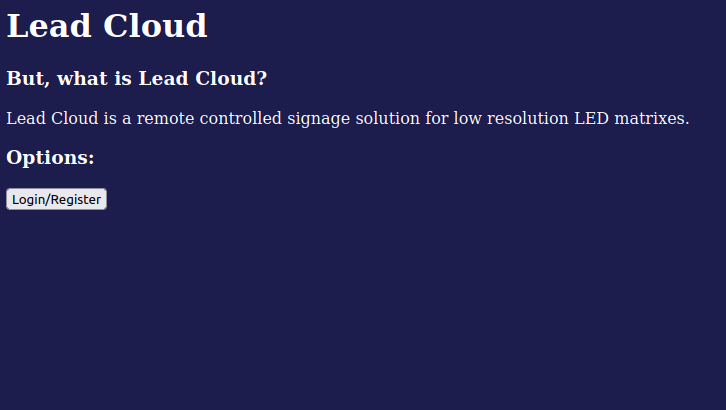 Lead Cloud
But, what is Lead Cloud?
Lead Cloud is a remote controlled signage solution for low resolution LED matrixes.
Options:
Login/Register